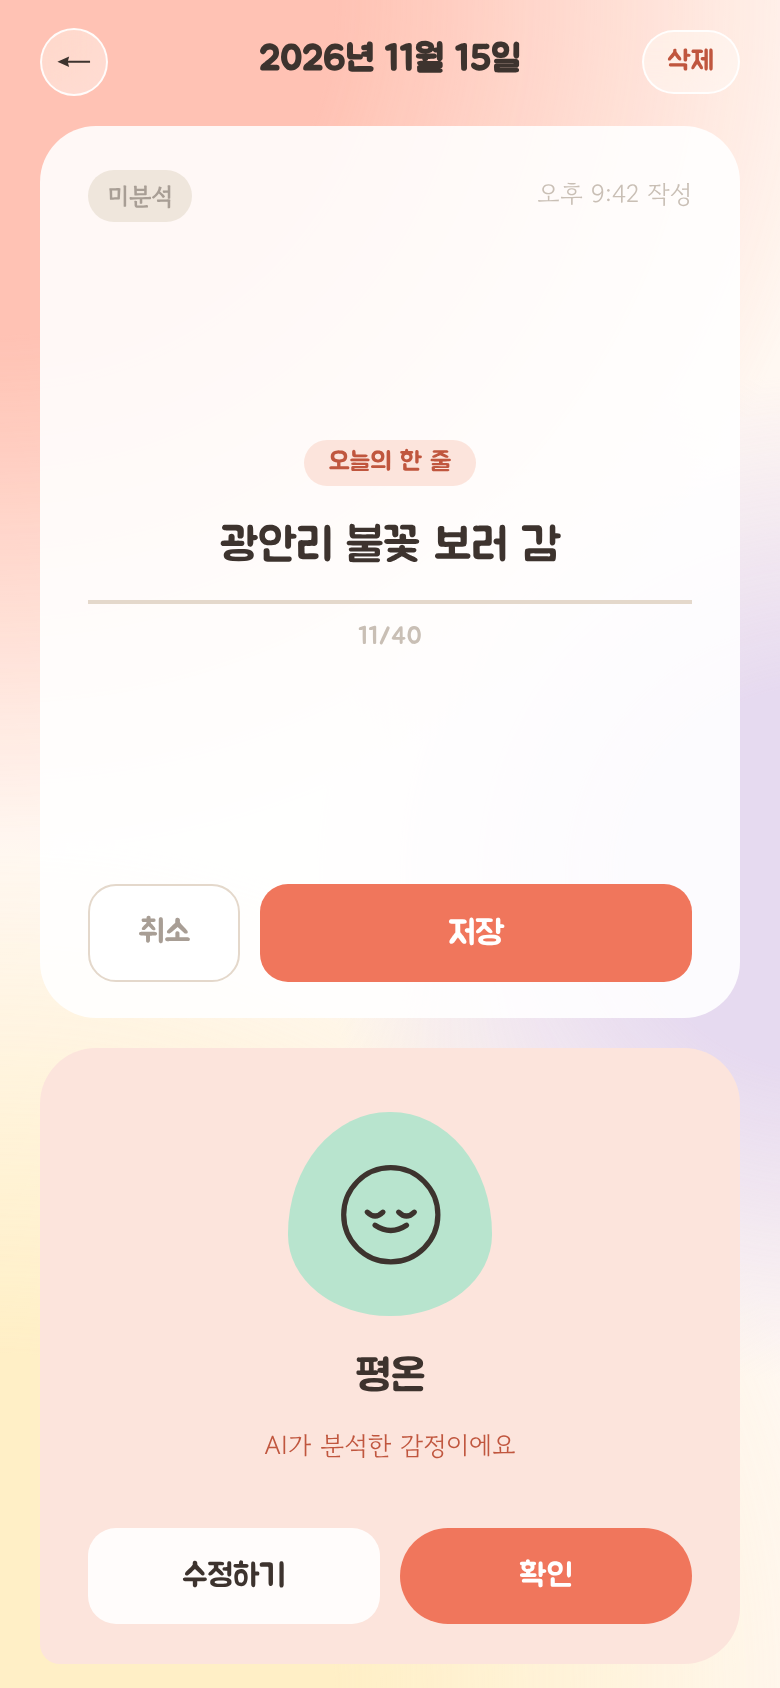 2026년 11월 15일
삭제
미분석
오후 9:42 작성
오늘의 한 줄
광안리 불꽃 보러 감
11/40
취소
저장
평온
AI가 분석한 감정이에요
수정하기
확인